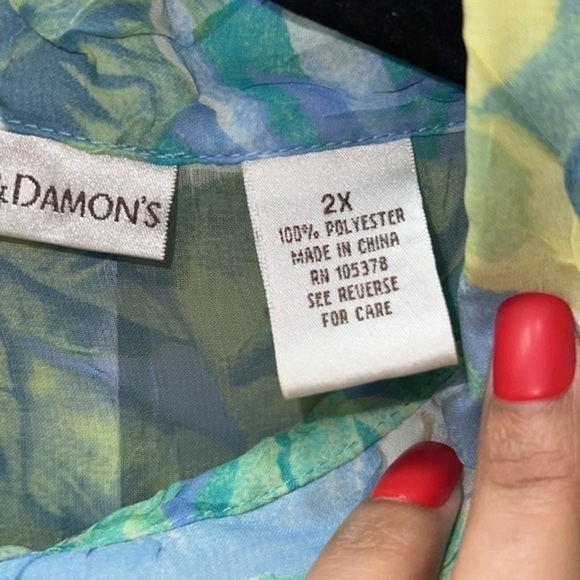 & DAMON'S
2X
100% POLYESTER
MADE IN CHINA
RN 105378
SEE REVERSE
FOR CARE